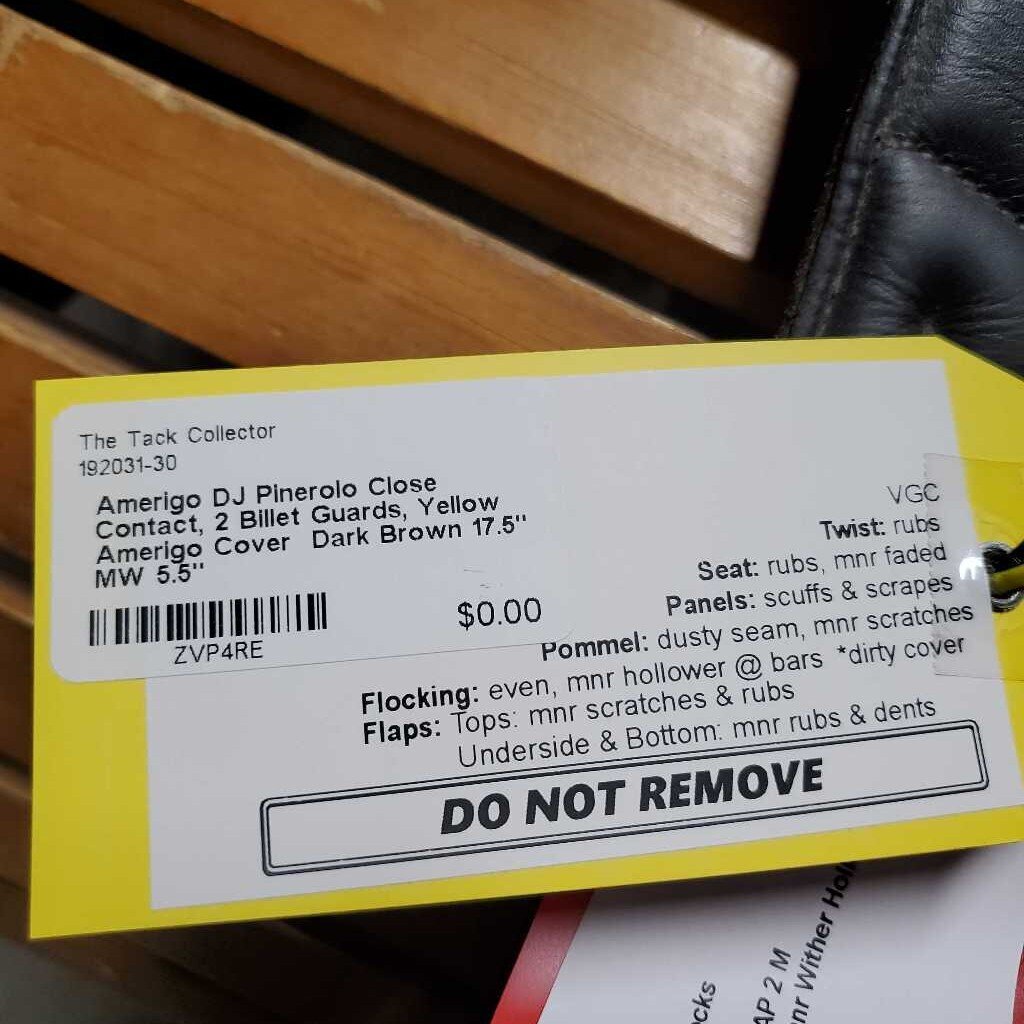 The Tack Collector
192031-30
Amerigo DJ Pinerolo Close
Contact, 2 Billet Guards, Yellow
Amerigo Cover Dark Brown 17.5"
MW 5.5"
$0.00
ZVP4RE
VGC
Twist: rubs
Seat: rubs, mnr faded
Panels: scuffs & scrapes
Pommel: dusty seam, mnr scratches
Flocking: even, mnr hollower @ bars *dirty cover
Flaps: Tops: mnr scratches & rubs
Underside & Bottom: mnr rubs & dents
DO NOT REMOVE
AP 2 M
Wither